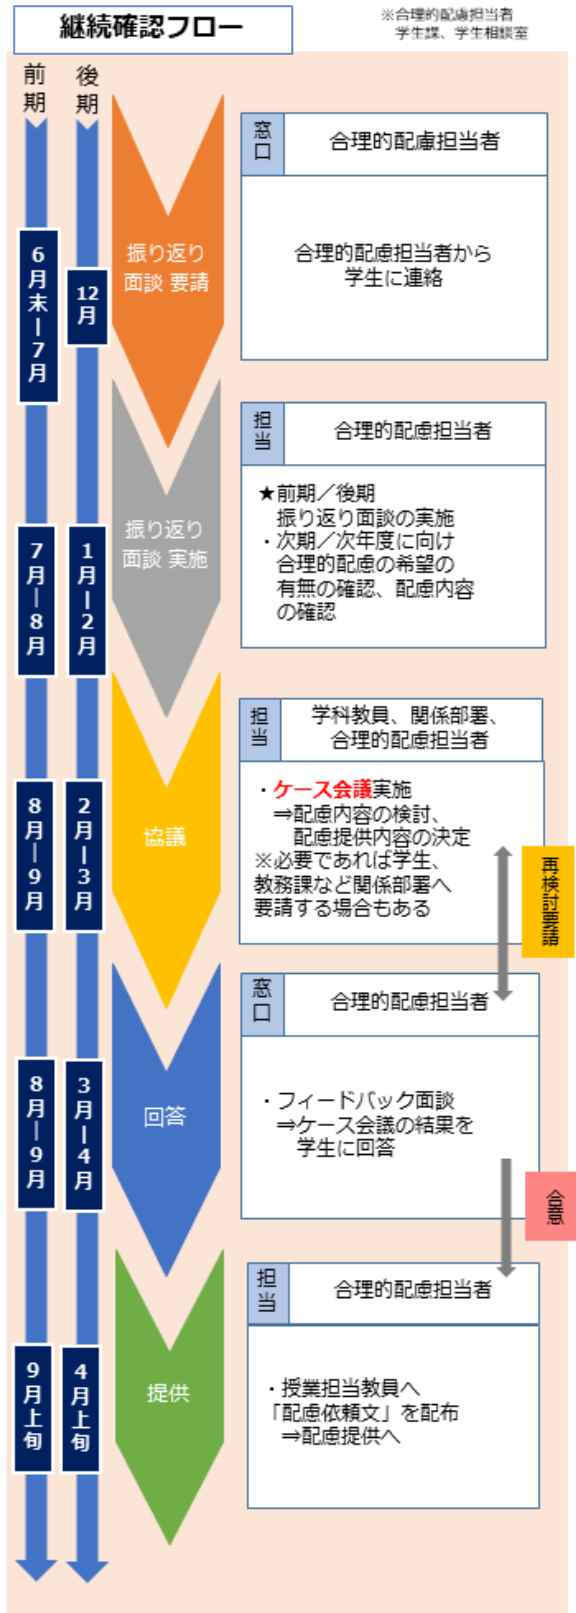 継続確認フロー
※合理的配慮担当者
学生課、学生相談室
前期
後期
6月末ー7月
12月
振り返り
面談 要請
窓口
合理的配慮担当者
合理的配慮担当者から
学生に連絡
7月ー8月
1月ー2月
振り返り
面談 実施
担当
合理的配慮担当者
★前期／後期
振り返り面談の実施
・次期／次年度に向け
合理的配慮の希望の
有無の確認、配慮内容
の確認
8月ー9月
2月ー3月
協議
担当
学科教員、関係部署、
合理的配慮担当者
・ケース会議実施
⇒配慮内容の検討、
配慮提供内容の決定
※必要であれば学生、
教務課など関係部署へ
要請する場合もある
再検討要請
8月ー9月
3月ー4月
回答
窓口
合理的配慮担当者
・フィードバック面談
⇒ケース会議の結果を
学生に回答
合意
9月上旬
4月上旬
提供
担当
合理的配慮担当者
・授業担当教員へ
「配慮依頼文」を配布
⇒配慮提供へ